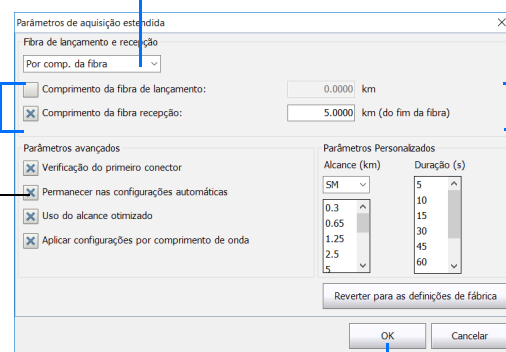 Parâmetros de aquisição estendida
Fibra de lançamento e recepção
Por comp. da fibra
Comprimento da fibra de lançamento: 0.0000 km
Comprimento da fibra recepção: 5.0000 km (do fim da fibra)
Parâmetros avançados
Verificação do primeiro conector
Permanecer nas configurações automáticas
Uso do alcance otimizado
Aplicar configurações por comprimento de onda
Parâmetros Personalizados
Alcance (km) Duração (s)
SM
0.3
0.65
1.25
2.5
5
5
10
15
30
45
60
Reverter para as definições de fábrica
OK Cancelar